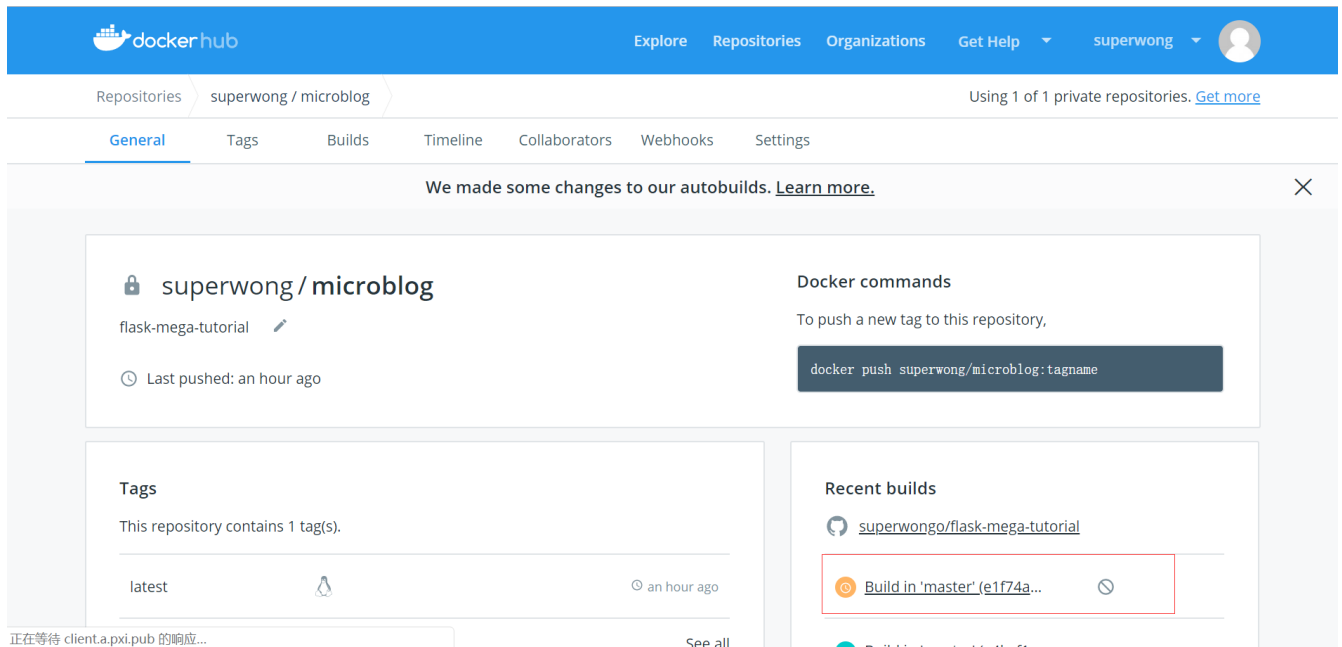 dockerhub
Explore Repositories Organizations Get Help superwong
Repositories superwong / microblog Using 1 of 1 private repositories. Get more
General Tags Builds Timeline Collaborators Webhooks Settings
We made some changes to our autobuilds. Learn more.
superwong / microblog
flask-mega-tutorial
Last pushed: an hour ago
Docker commands
To push a new tag to this repository,
docker push superwong/microblog:tagname
Tags
This repository contains 1 tag(s).
latest an hour ago
See all
Recent builds
superwongo/flask-mega-tutorial
Build in 'master' (e1f74a...
正在等待 client.a.pxi.pub 的响应...